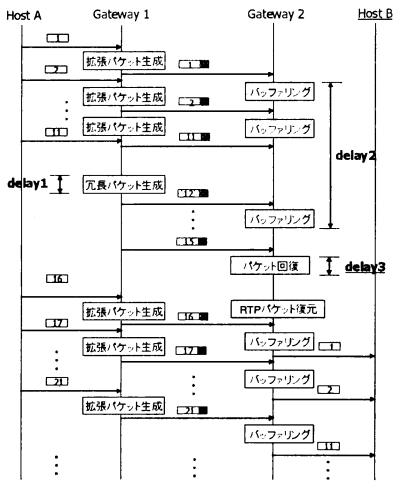 Host A Gateway 1 Gateway 2 Host B
1
拡張パケット生成
1
2
バッファリング
拡張パケット生成
2
11
拡張パケット生成
11
バッファリング
delay2
delay1
冗長パケット生成
12
バッファリング
15
パケット回復
delay3
16
拡張パケット生成
16
RTPパケット復元
17
拡張パケット生成
17
バッファリング
1
21
バッファリング
2
拡張パケット生成
21
バッファリング
11